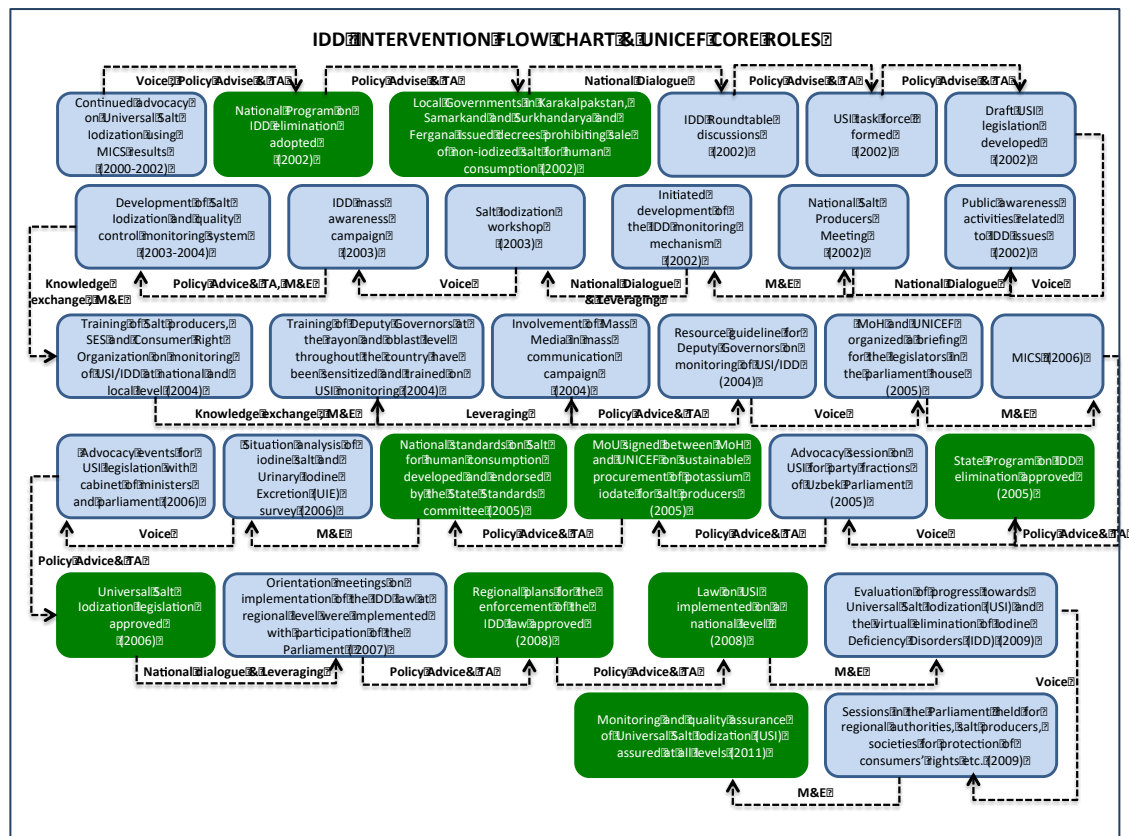 IDD INTERVENTION FLOW CHART & UNICEF CORE ROLES
Voice, Policy Advise & TA
Policy Advise & TA
National Dialogue
Policy Advise & TA
Policy Advise & TA
Continued advocacy
on Universal Salt
Iodization using
MICS results
(2000-2002)
National Program on
IDD elimination
adopted
(2002)
Local Governments in Karakalpakstan,
Samarkand and Surkhandarya and
Fergana issued decrees prohibiting sale
of non-iodized salt for human
consumption (2002)
IDD Roundtable
discussions
(2002)
USI task force
formed
(2002)
Draft USI
legislation
developed
(2002)
Development of Salt
Iodization and quality
control monitoring system
(2003-2004)
IDD mass
awareness
campaign
(2003)
Salt Iodization
workshop
(2003)
Initiated
development of
the IDD monitoring
mechanism
(2002)
National Salt
Producers
Meeting
(2002)
Public awareness
activities related
to IDD issues
(2002)
Knowledge
exchange, M&E
Policy Advice & TA, M&E
Voice
National Dialogue
& Leveraging
M&E
National Dialogue
Voice
Training of Salt producers,
SES and Consumer Right
Organization on monitoring
of USI/IDD at national and
local level (2004)
Training of Deputy Governors at
the rayon and oblast level
throughout the country have
been sensitized and trained on
USI monitoring (2004)
Involvement of Mass
Media in mass
communication
campaign
(2004)
Resource guideline for
Deputy Governors on
monitoring of USI/IDD
(2004)
MoH and UNICEF
organized a briefing
for the legislators in
the parliament house
(2005)
MICS (2006)
Knowledge exchange, M&E
Leveraging
Policy Advice & TA
Voice
M&E
Advocacy events for
USI legislation with
cabinet of ministers
and parliament (2006)
Situation analysis of
iodine salt and
Urinary Iodine
Excretion (UIE)
survey (2006)
National standards on Salt
for human consumption
developed and endorsed
by the State Standards
committee (2005)
MoU signed between MoH
and UNICEF on sustainable
procurement of potassium
iodate for salt producers
(2005)
Advocacy session on
USI for party fractions
of Uzbek Parliament
(2005)
State Program on IDD
elimination approved
(2005)
Voice
M&E
Policy Advice & TA
Policy Advice & TA
Voice
Policy Advice & TA
Policy Advice & TA
Universal Salt
Iodization legislation
approved
(2006)
Orientation meetings on
implementation of the IDD law at
regional level were implemented
with participation of the
Parliament (2007)
Regional plans for the
enforcement of the
IDD law approved
(2008)
Law on USI
implemented on a
national level
(2008)
Evaluation of progress towards
Universal Salt Iodization (USI) and
the virtual elimination of Iodine
Deficiency Disorders (IDD) (2009)
National dialogue & Leveraging
Policy Advice & TA
Policy Advice & TA
M&E
Voice
Monitoring and quality assurance
of Universal Salt Iodization (USI)
assured at all levels (2011)
Sessions in the Parliament held for
regional authorities, salt producers,
societies for protection of
consumers' rights etc. (2009)
M&E